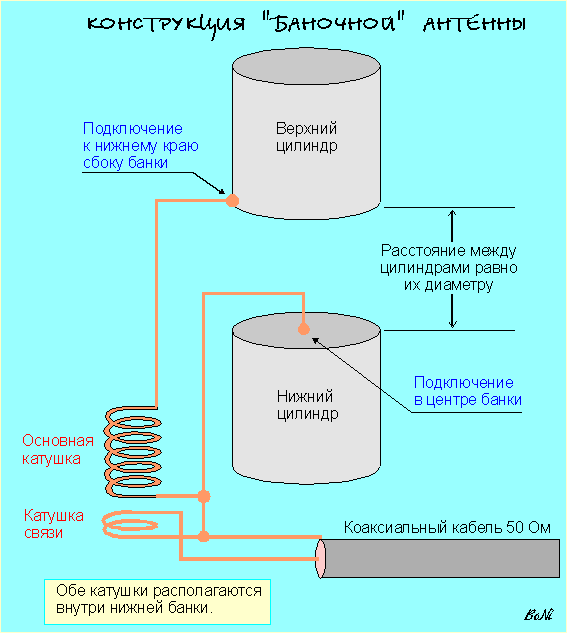 КОНСТРУКЦИЯ "БАНОЧНОЙ" АНТЕННЫ
Подключение
к нижнему краю
сбоку банки
Верхний
цилиндр
Расстояние между
цилиндрами равно
их диаметру
Нижний
цилиндр
Подключение
в центре банки
Основная
катушка
Катушка
связи
Коаксиальный кабель 50 Ом
Обе катушки располагаются
внутри нижней банки.
BoNi